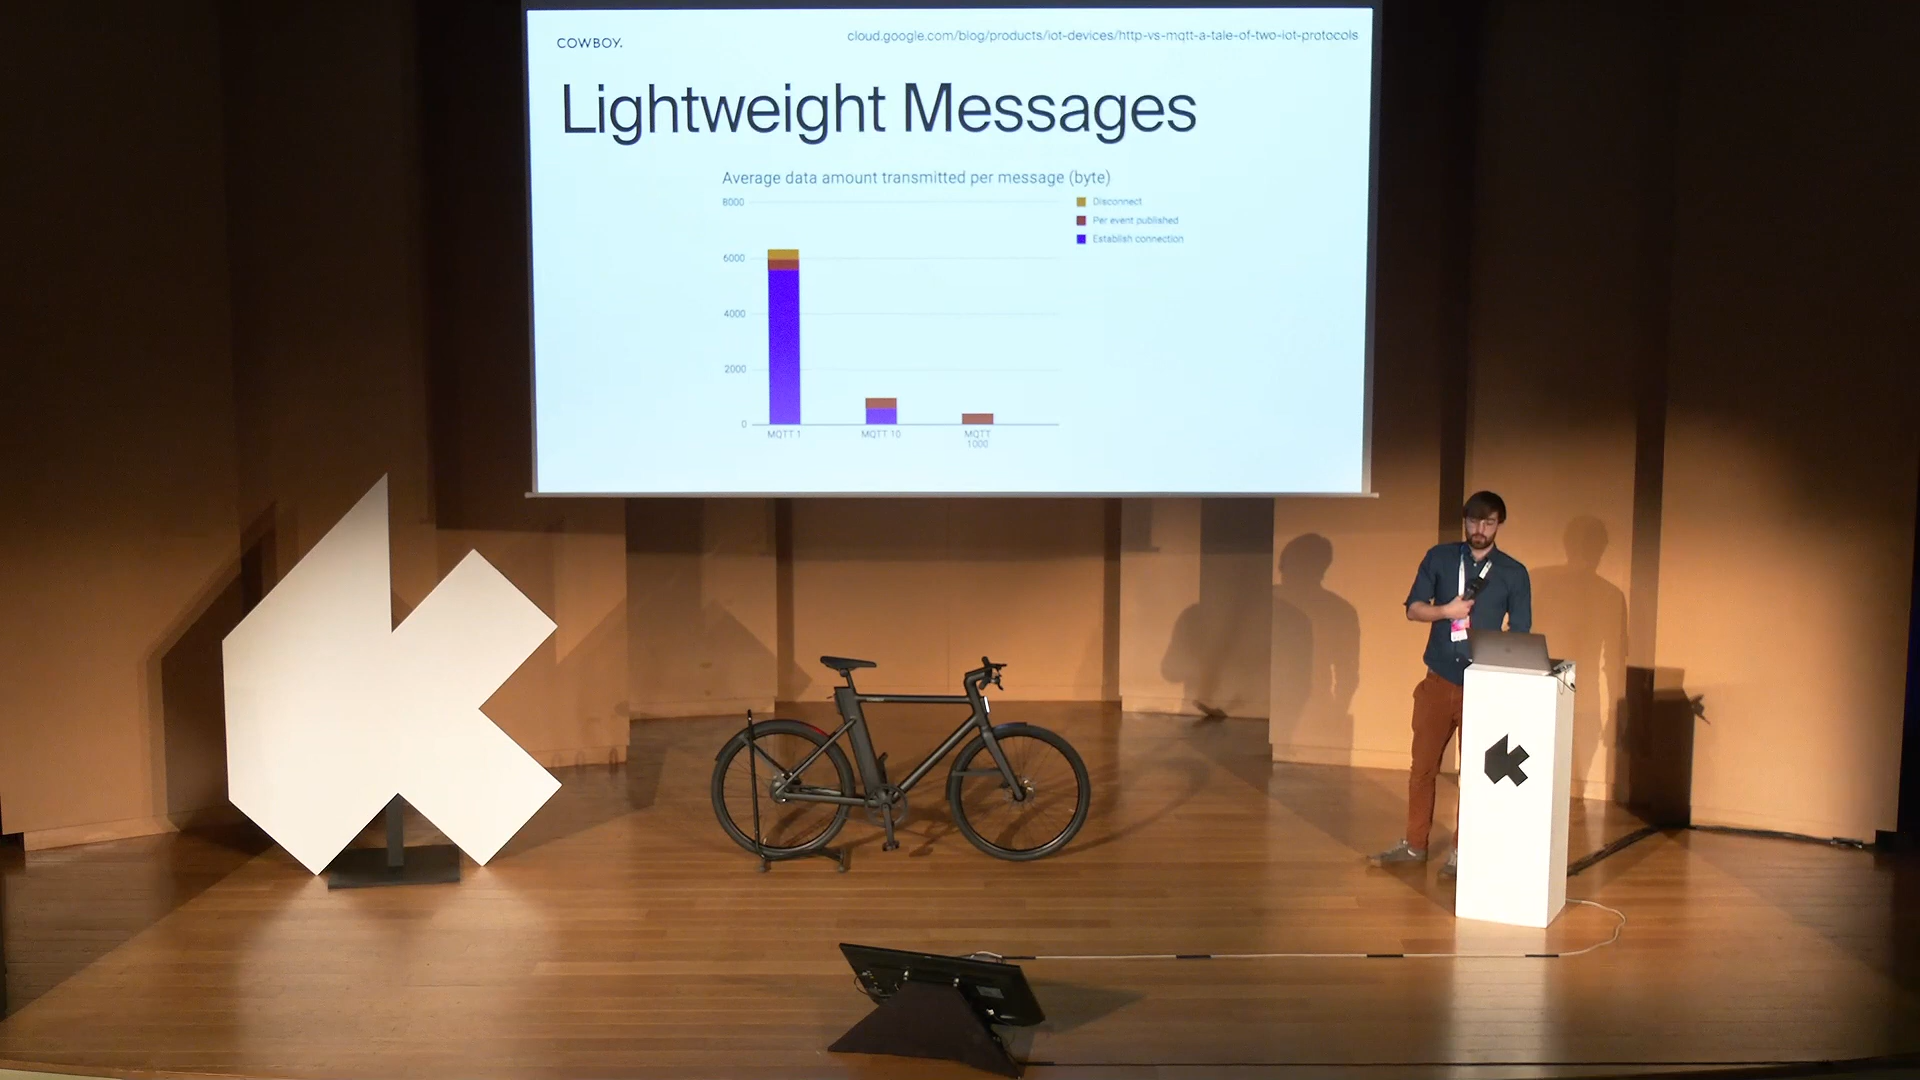 COWBOY.
cloud.google.com/blog/products/iot-devices/http-vs-mqtt-a-tale-of-two-iot-protocols
Lightweight Messages
Average data amount transmitted per message (byte)
8000
6000
4000
2000
0
Disconnect
Per event published
Establish connection
MQTT 1
MQTT 10
MQTT
1000